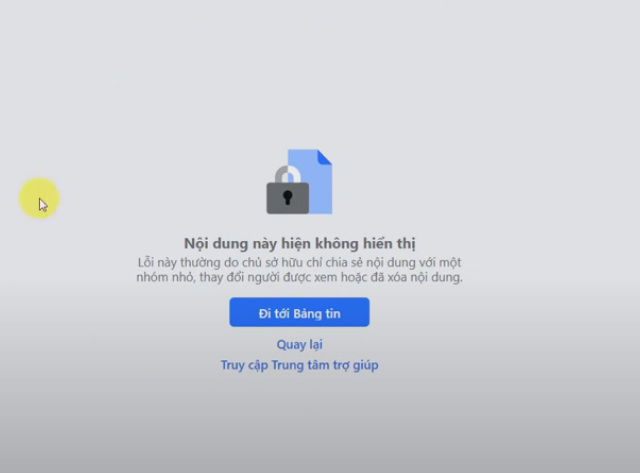 Nội dung này hiện không hiển thị
Lỗi này thường do chủ sở hữu chỉ chia sẻ nội dung với một
nhóm nhỏ, thay đổi người được xem hoặc đã xóa nội dung.
Đi tới Bảng tin
Quay lại
Truy cập Trung tâm trợ giúp